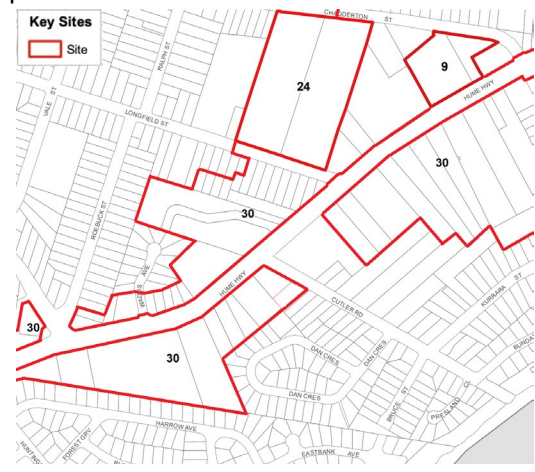 Key Sites
Site
CHADDERTON ST
RALPH ST
24
9
VALE ST
HUME HWY
LONGFIELD ST
30
ROEBUCK ST
30
AVE
HUME HWY
KURRARA ST
CUTLER RD
30
30
DAN CRES
DAN CRES
DAN CRES
BRUCE ST
PRESLAND CL
HARROW AVE
FOREST GRV
EASTBANK AVE